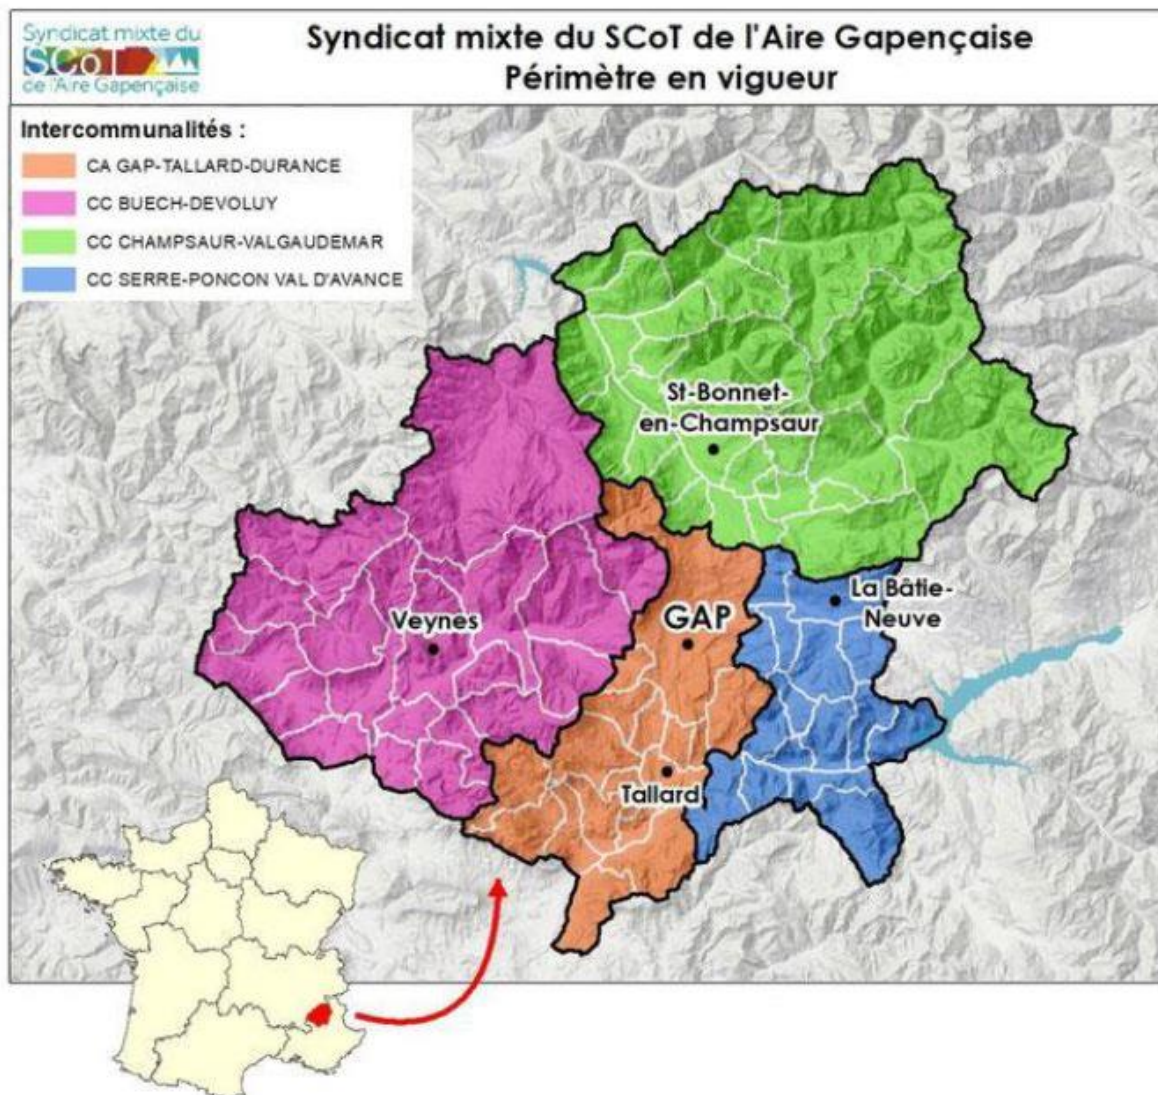 Syndicat mixte du
SCoT
de l'Aire Gapençaise
Syndicat mixte du SCoT de l'Aire Gapençaise
Périmètre en vigueur
Intercommunalités :
CA GAP-TALLARD-DURANCE
CC BUECH-DEVOLUY
CC CHAMPSAUR-VALGAUDEMAR
CC SERRE-PONCON VAL D'AVANCE
St-Bonnet-
en-Champsaur
La Bâtie-
Neuve
Veynes
GAP
Tallard